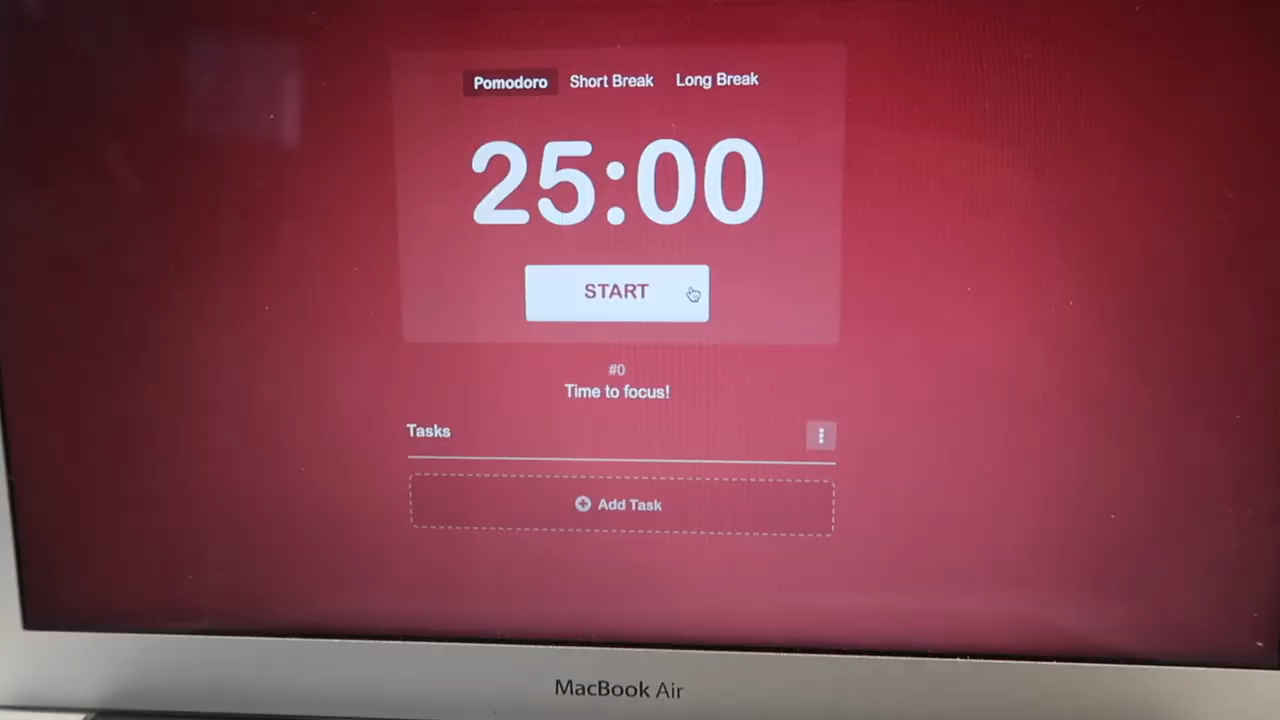 Pomodoro Short Break Long Break
25:00
START
#0
Time to focus!
Tasks
Add Task
MacBook Air